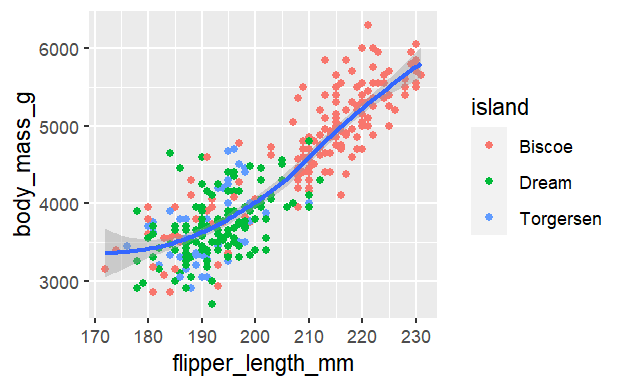 6000
5000
4000
3000
body_mass_g
170 180 190 200 210 220 230
flipper_length_mm
island
Biscoe
Dream
Torgersen